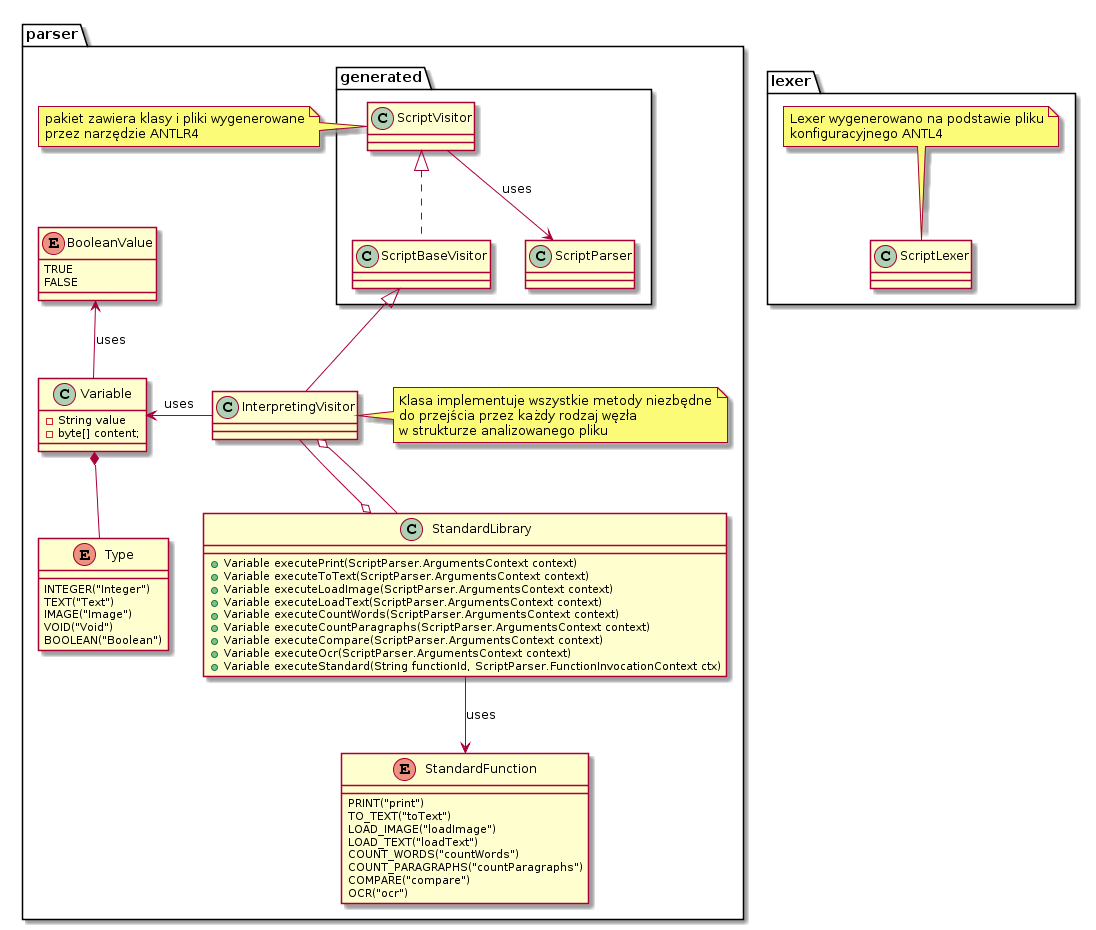 parser
generated
pakiet zawiera klasy i pliki wygenerowane
przez narzędzie ANTLR4
C ScriptVisitor
uses
C ScriptBaseVisitor
C ScriptParser
E BooleanValue
TRUE
FALSE
uses
C Variable
String value
byte[] content;
uses
C InterpretingVisitor
Klasa implementuje wszystkie metody niezbędne
do przejścia przez każdy rodzaj węzła
w strukturze analizowanego pliku
E Type
INTEGER("Integer")
TEXT("Text")
IMAGE("Image")
VOID("Void")
BOOLEAN("Boolean")
C StandardLibrary
Variable executePrint(ScriptParser.ArgumentsContext context)
Variable executeToText(ScriptParser.ArgumentsContext context)
Variable executeLoadImage(ScriptParser.ArgumentsContext context)
Variable executeLoadText(ScriptParser.ArgumentsContext context)
Variable executeCountWords(ScriptParser.ArgumentsContext context)
Variable executeCountParagraphs(ScriptParser.ArgumentsContext context)
Variable executeCompare(ScriptParser.ArgumentsContext context)
Variable executeOcr(ScriptParser.ArgumentsContext context)
Variable executeStandard(String functionId, ScriptParser.FunctionInvocationContext ctx)
uses
E StandardFunction
PRINT("print")
TO_TEXT("toText")
LOAD_IMAGE("loadImage")
LOAD_TEXT("loadText")
COUNT_WORDS("countWords")
COUNT_PARAGRAPHS("countParagraphs")
COMPARE("compare")
OCR("ocr")
lexer
Lexer wygenerowano na podstawie pliku
konfiguracyjnego ANTL4
C ScriptLexer